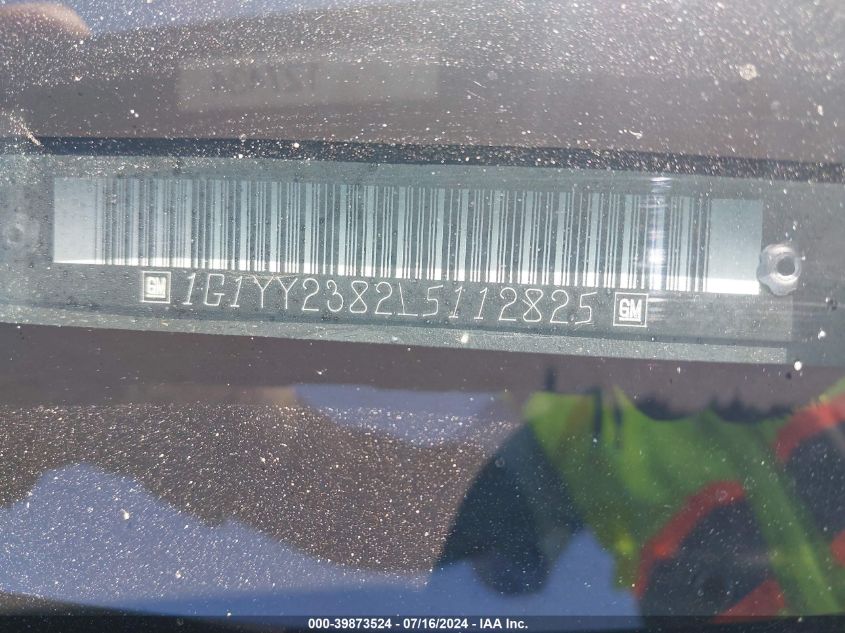 GM 1G1YY2382L5112825 GM
000-39873524 / 07/16/2024 - IAA Inc.